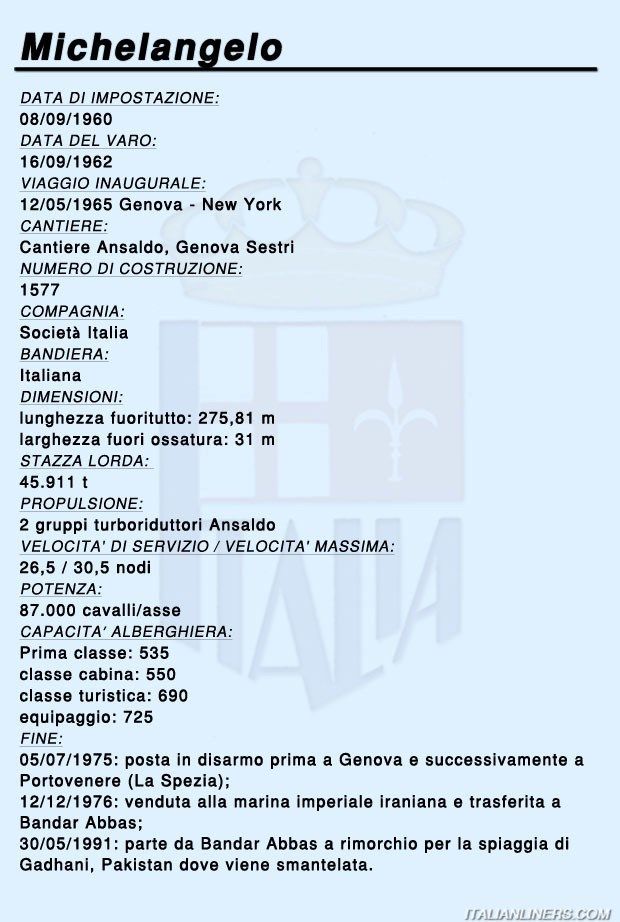 Michelangelo
DATA DI IMPOSTAZIONE:
08/09/1960
DATA DEL VARO:
16/09/1962
VIAGGIO INAUGURALE:
12/05/1965 Genova - New York
CANTIERE:
Cantiere Ansaldo, Genova Sestri
NUMERO DI COSTRUZIONE:
1577
COMPAGNIA:
Società Italia
BANDIERA:
Italiana
DIMENSIONI:
lunghezza fuoritutto: 275,81 m
larghezza fuori ossatura: 31 m
STAZZA LORDA:
45.911 t
PROPULSIONE:
2 gruppi turboriduttori Ansaldo
VELOCITA' DI SERVIZIO / VELOCITA' MASSIMA:
26,5 / 30,5 nodi
POTENZA:
87.000 cavalli/asse
CAPACITA' ALBERGHIERA:
Prima classe: 535
classe cabina: 550
classe turistica: 690
equipaggio: 725
FINE:
05/07/1975: posta in disarmo prima a Genova e successivamente a
Portovenere (La Spezia);
12/12/1976: venduta alla marina imperiale iraniana e trasferita a
Bandar Abbas;
30/05/1991: parte da Bandar Abbas a rimorchio per la spiaggia di
Gadhani, Pakistan dove viene smantelata.
ITALIA
ITALIANLINERS.COM